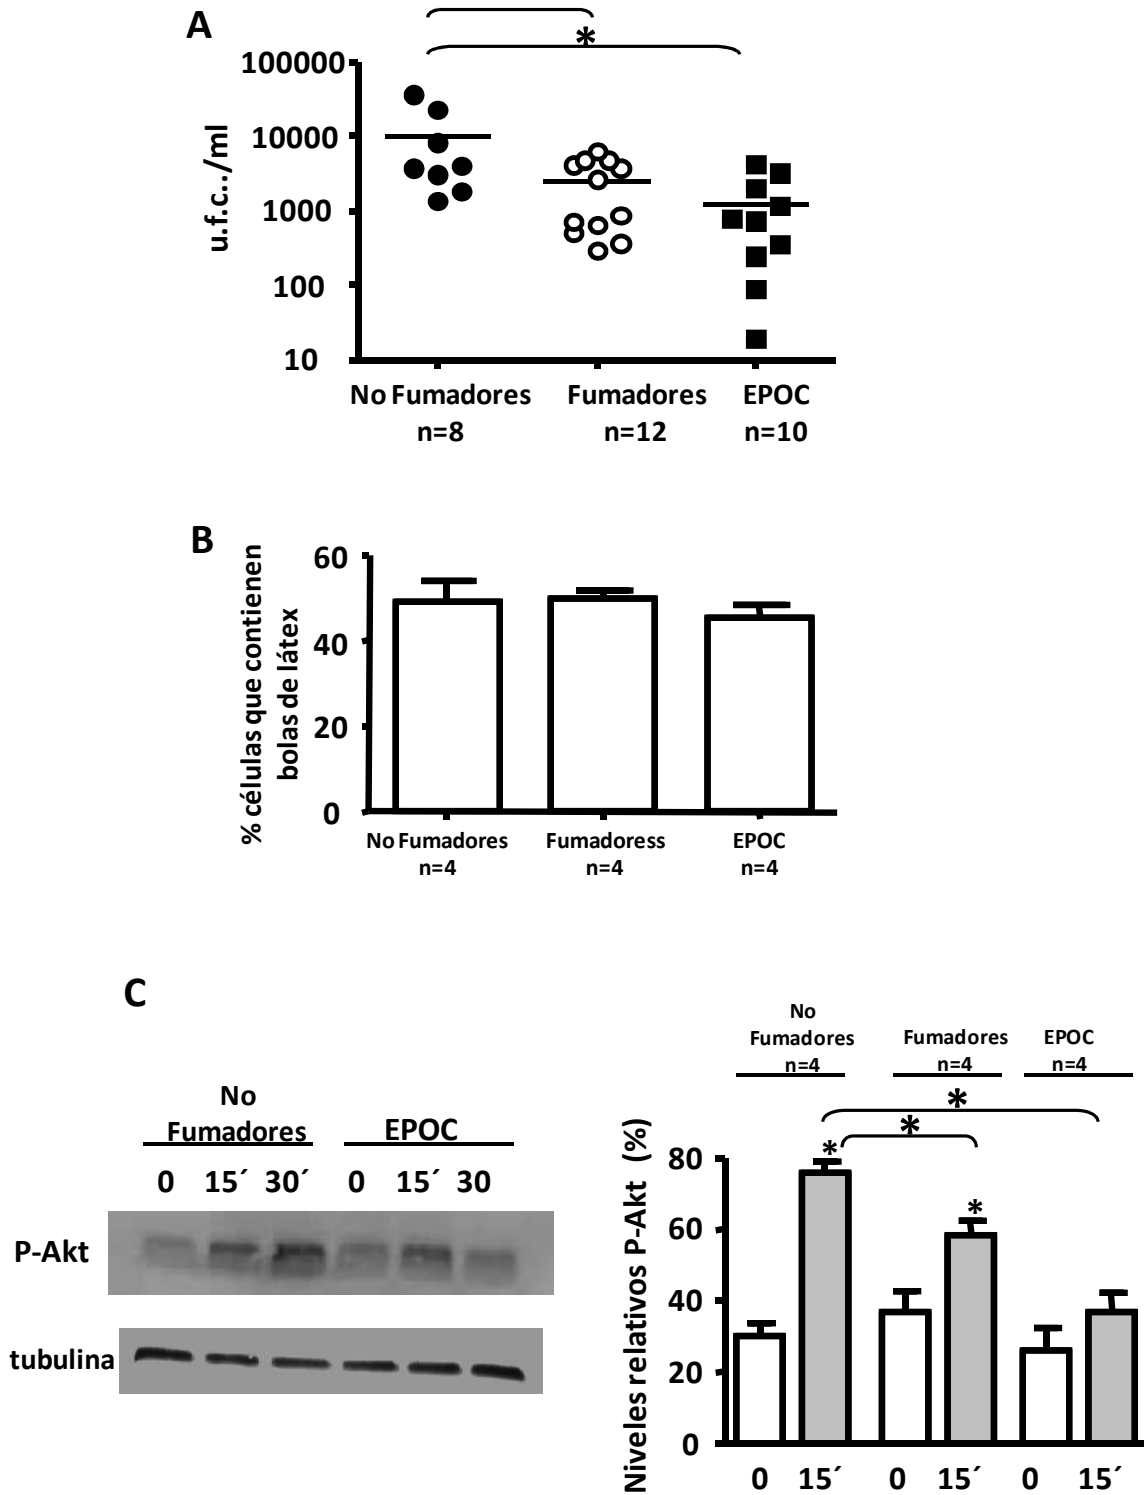 A
*
100000
10000
1000
100
10
u.f.c../ml
No Fumadores
n=8
Fumadores
n=12
EPOC
n=10
B
% células que contienen
bolas de látex
60
40
20
0
No Fumadores
n=4
Fumadoress
n=4
EPOC
n=4
C
No
Fumadores
EPOC
0 15´ 30´ 0 15´ 30
P-Akt
tubulina
No
Fumadores
n=4
Fumadores
n=4
EPOC
n=4
*
*
*
*
Niveles relativos P-Akt (%)
80
60
40
20
0
0 15´ 0 15´ 0 15´